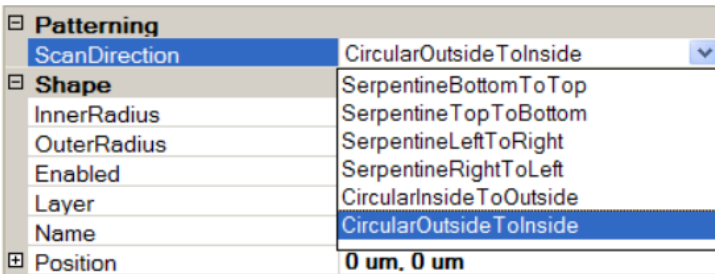 Patterning
ScanDirection CircularOutsideToInside
Shape SerpentineBottomToTop
InnerRadius SerpentineTopToBottom
OuterRadius SerpentineLeftToRight
Enabled SerpentineRightToLeft
Layer CircularInsideToOutside
Name CircularOutsideToInside
Position 0 um, 0 um